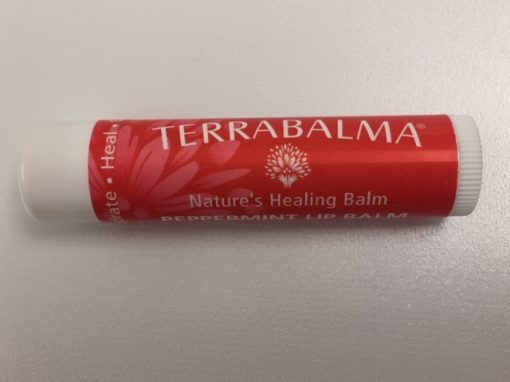 TERRABALMA®
Nature's Healing Balm
PEPPERMINT LIP BALM
Heal •